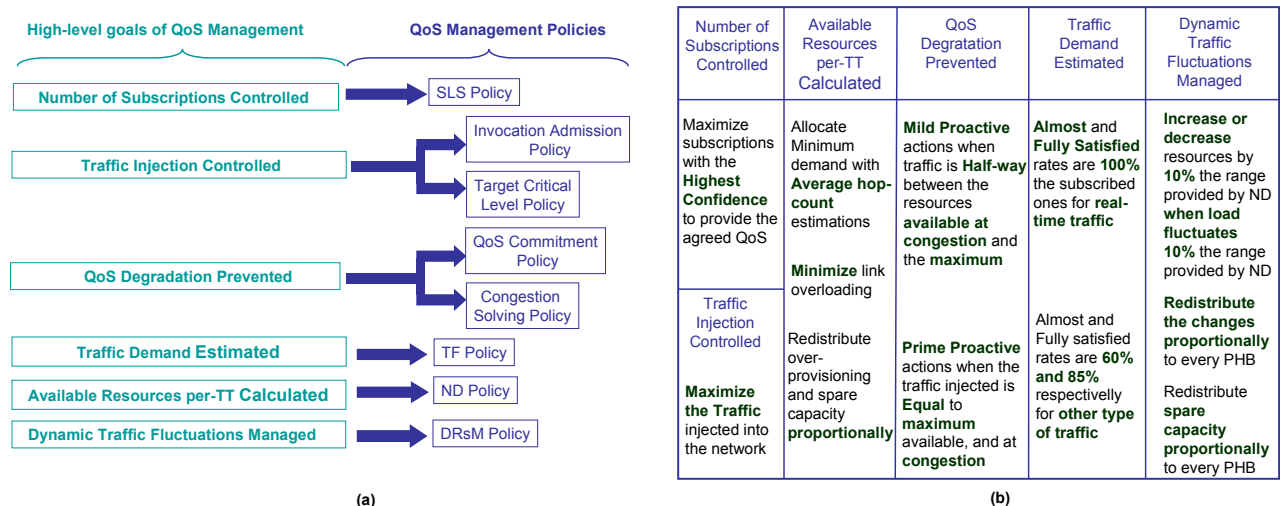 High-level goals of QoS Management
QoS Management Policies
Number of Subscriptions Controlled
SLS Policy
Traffic Injection Controlled
Invocation Admission
Policy
Target Critical
Level Policy
QoS Degradation Prevented
QoS Commitment
Policy
Congestion
Solving Policy
Traffic Demand Estimated
TF Policy
Available Resources per-TT Calculated
ND Policy
Dynamic Traffic Fluctuations Managed
DRsM Policy
(a)
Number of
Subscriptions
Controlled
Available
Resources
per-TT
Calculated
QoS
Degratation
Prevented
Traffic
Demand
Estimated
Dynamic
Traffic
Fluctuations
Managed
Maximize
subscriptions
with the
Highest
Confidence
to provide the
agreed QoS
Traffic
Injection
Controlled
Maximize
the Traffic
injected into
the network
Allocate
Minimum
demand with
Average hop-
count
estimations
Minimize link
overloading
Redistribute
over-
provisioning
and spare
capacity
proportionally
Mild Proactive
actions when
traffic is Half-way
between the
resources
available at
congestion and
the maximum
Prime Proactive
actions when the
traffic injected is
Equal to
maximum
available, and at
congestion
Almost and
Fully Satisfied
rates are 100%
the subscribed
ones for real-
time traffic
Almost and
Fully satisfied
rates are 60%
and 85%
respectivelly
for other type
of traffic
Increase or
decrease
resources by
10% the range
provided by ND
when load
fluctuates
10% the range
provided by ND
Redistribute
the changes
proportionally
to every PHB
Redistribute
spare
capacity
proportionally
to every PHB
(b)